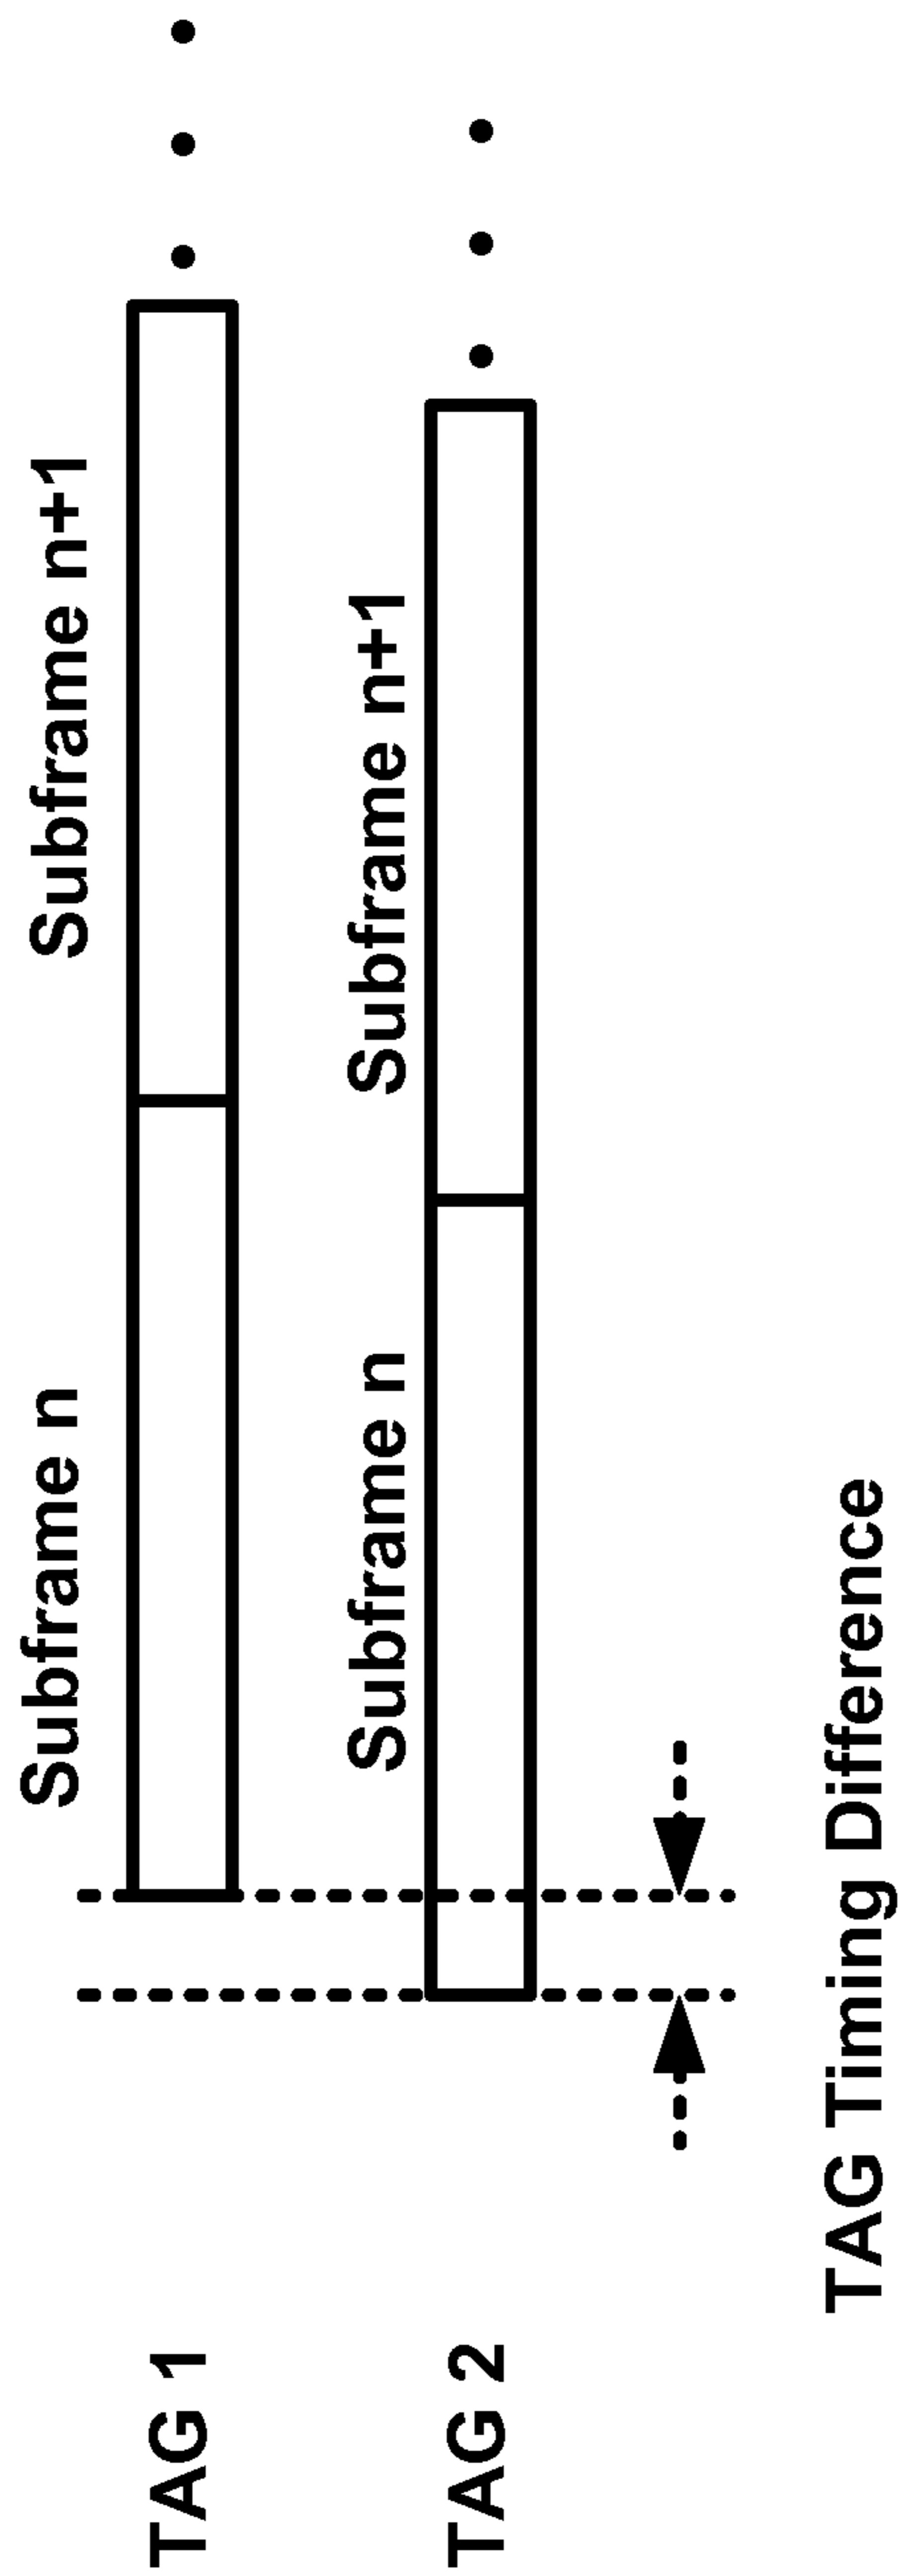 Subframe n
Subframe n+1
TAG 1
Subframe n
Subframe n+1
TAG 2
TAG Timing Difference